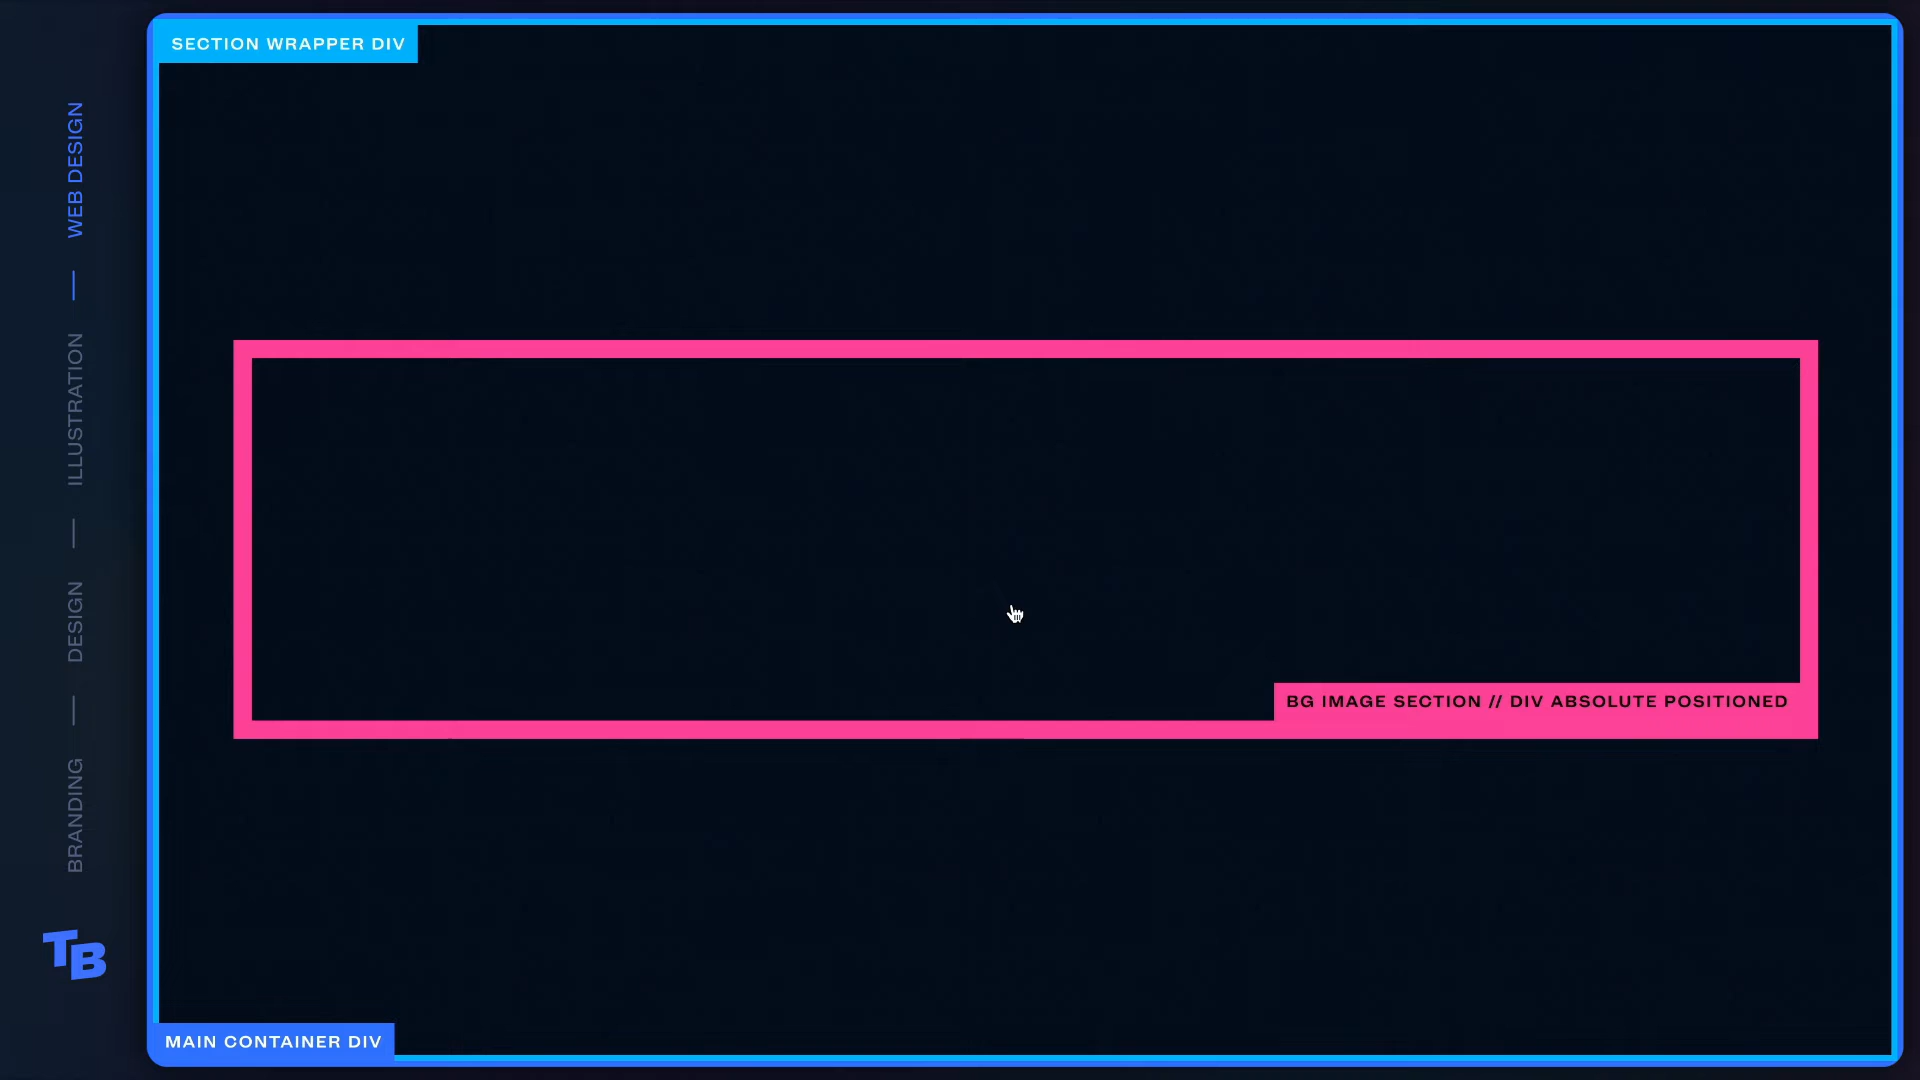 SECTION WRAPPER DIV
WEB DESIGN
ILLUSTRATION
DESIGN
BRANDING
TB
BG IMAGE SECTION // DIV ABSOLUTE POSITIONED
MAIN CONTAINER DIV